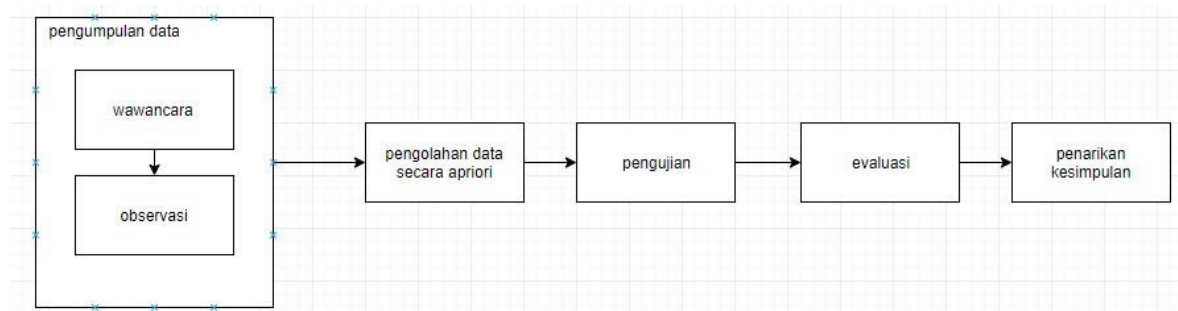 pengumpulan data
wawancara
observasi
pengolahan data
secara apriori
pengujian
evaluasi
penarikan
kesimpulan